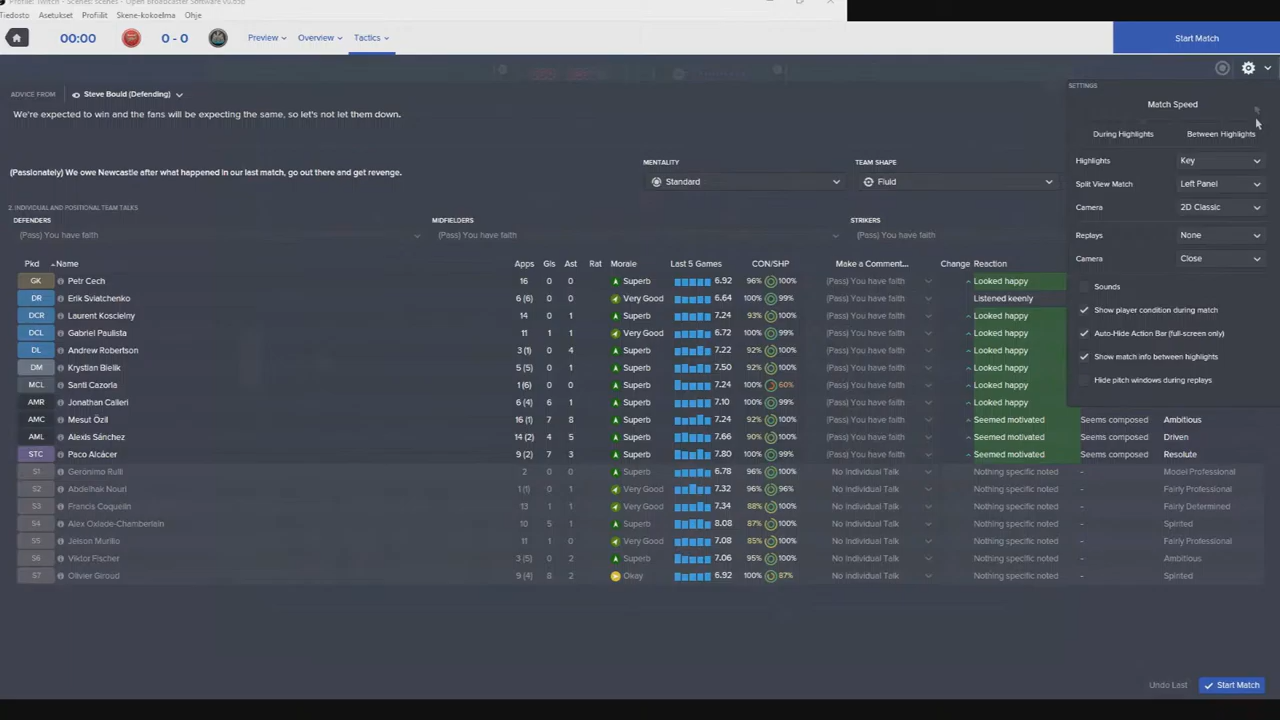 Profile: Twitch - Scenes: Scenes - Open Broadcaster Software v0.65b
Tiedosto Asetukset Profiilit Skene-kokoelma Ohje
00:00 0 - 0 Preview Overview Tactics Start Match
ADVICE FROM Steve Bould (Defending)
SETTINGS
We're expected to win and the fans will be expecting the same, so let's not let them down.
Match Speed
During Highlights Between Highlights
Highlights Key
(Passionately) We owe Newcastle after what happened in our last match, go out there and get revenge.
MENTALITY TEAM SHAPE
Standard Fluid
Split View Match Left Panel
Camera 2D Classic
2. INDIVIDUAL AND POSITIONAL TEAM TALKS
DEFENDERS MIDFIELDERS STRIKERS
(Pass) You have faith (Pass) You have faith (Pass) You have faith
Replays None
Camera Close
Pkd Name Apps Gls Ast Rat Morale Last 5 Games CON/SHP Make a Comment... Change Reaction
GK Petr Cech 16 0 0 Superb 6.92 96% 100% (Pass) You have faith Looked happy
Sounds
DR Erik Sviatchenko 6 (6) 0 0 Very Good 6.64 100% 99% (Pass) You have faith Listened keenly
Show player condition during match
DCR Laurent Koscielny 14 0 1 Superb 7.24 93% 100% (Pass) You have faith Looked happy
DCL Gabriel Paulista 11 1 1 Very Good 6.72 100% 99% (Pass) You have faith Looked happy
Auto-Hide Action Bar (full-screen only)
DL Andrew Robertson 3 (1) 0 4 Superb 7.22 92% 100% (Pass) You have faith Looked happy
Show match info between highlights
DM Krystian Bielik 5 (5) 0 1 Superb 7.50 92% 100% (Pass) You have faith Looked happy
Hide pitch windows during replays
MCL Santi Cazorla 1 (6) 0 0 Superb 7.24 100% 60% (Pass) You have faith Looked happy
AMR Jonathan Calleri 6 (4) 6 1 Superb 7.10 100% 99% (Pass) You have faith Looked happy
AMC Mesut Özil 16 (1) 7 8 Superb 7.24 92% 100% (Pass) You have faith Seemed motivated Seems composed Ambitious
AML Alexis Sánchez 14 (2) 4 5 Superb 7.66 90% 100% (Pass) You have faith Seemed motivated Seems composed Driven
STC Paco Alcácer 9 (2) 7 3 Superb 7.80 100% 99% (Pass) You have faith Seemed motivated Seems composed Resolute
S1 Gerónimo Rulli 2 0 0 Superb 6.78 96% 100% No Individual Talk Nothing specific noted - Model Professional
S2 Abdelhak Nouri 1 (1) 0 1 Very Good 7.32 96% 96% No Individual Talk Nothing specific noted - Fairly Professional
S3 Francis Coquelin 13 1 1 Very Good 7.34 88% 100% No Individual Talk Nothing specific noted - Fairly Determined
S4 Alex Oxlade-Chamberlain 10 5 1 Superb 8.08 87% 100% No Individual Talk Nothing specific noted - Spirited
S5 Jeison Murillo 11 1 0 Very Good 7.08 85% 100% No Individual Talk Nothing specific noted - Fairly Professional
S6 Viktor Fischer 3 (5) 0 2 Superb 7.06 95% 100% No Individual Talk Nothing specific noted - Ambitious
S7 Olivier Giroud 9 (4) 8 2 Okay 6.92 100% 87% No Individual Talk Nothing specific noted - Spirited
Undo Last Start Match